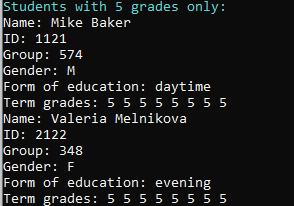 Students with 5 grades only:
Name: Mike Baker
ID: 1121
Group: 574
Gender: M
Form of education: daytime
Term grades: 5 5 5 5 5 5 5 5
Name: Valeria Melnikova
ID: 2122
Group: 348
Gender: F
Form of education: evening
Term grades: 5 5 5 5 5 5 5 5